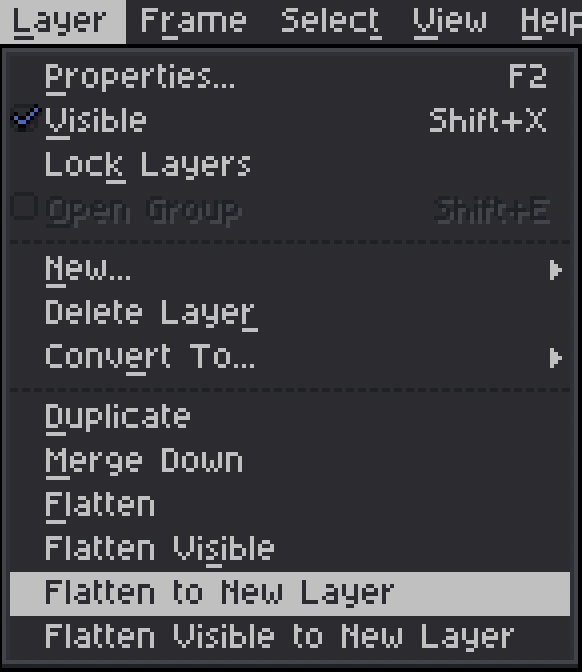 Layer Frame Select View Help
Properties... F2
Visible Shift+X
Lock Layers
Open Group Shift+E
New...
Delete Layer
Convert To...
Duplicate
Merge Down
Flatten
Flatten Visible
Flatten to New Layer
Flatten Visible to New Layer